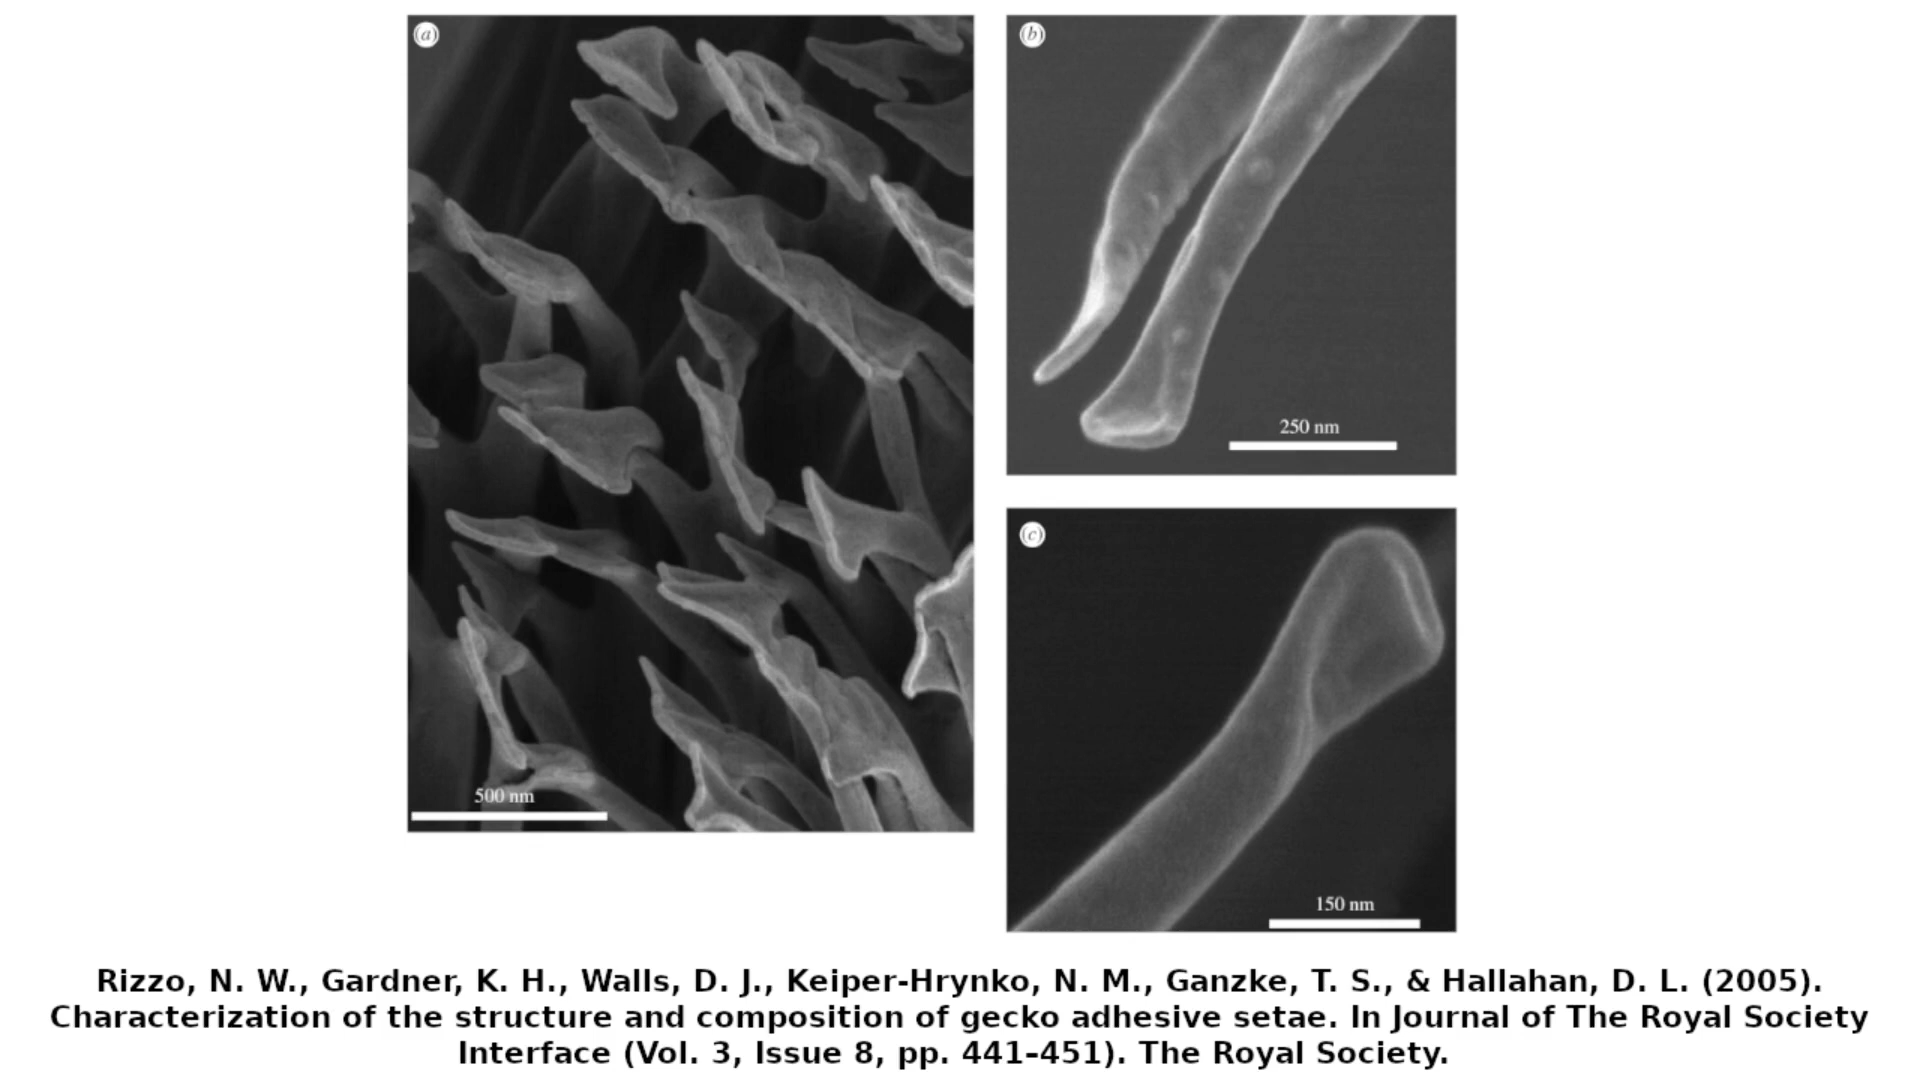 a
b
250 nm
c
500 nm
150 nm
Rizzo, N. W., Gardner, K. H., Walls, D. J., Keiper-Hrynko, N. M., Ganzke, T. S., & Hallahan, D. L. (2005).
Characterization of the structure and composition of gecko adhesive setae. In Journal of The Royal Society
Interface (Vol. 3, Issue 8, pp. 441–451). The Royal Society.